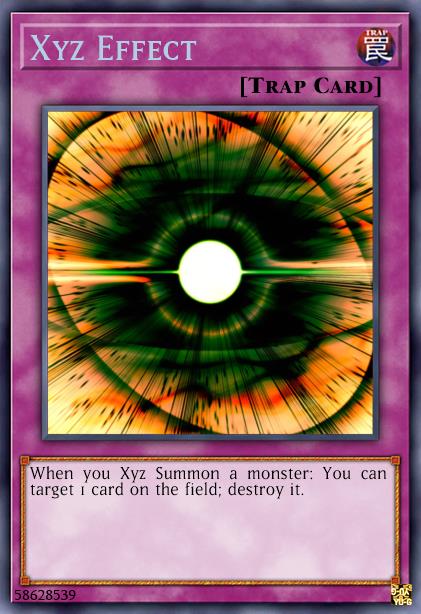 Xyz Effect
TRAP
罠
[Trap Card]
When you Xyz Summon a monster: You can
target 1 card on the field; destroy it.
58628539